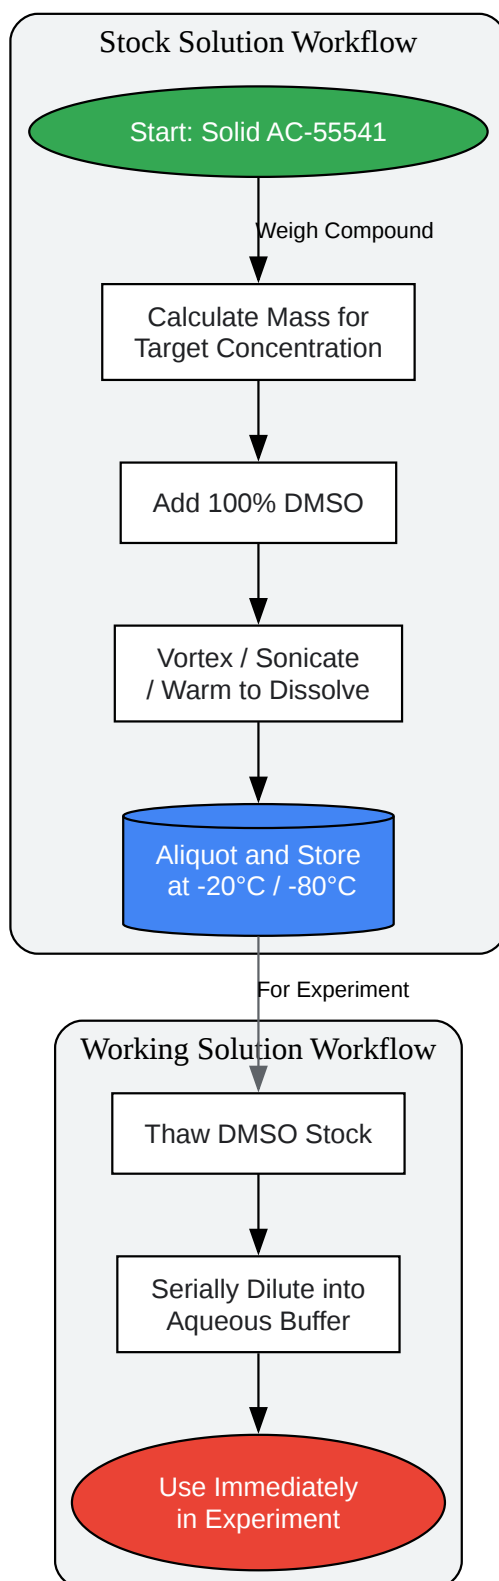 Stock Solution Workflow
Start: Solid AC-55541
Weigh Compound
Calculate Mass for
Target Concentration
Add 100% DMSO
Vortex / Sonicate
/ Warm to Dissolve
Aliquot and Store
at -20°C / -80°C
For Experiment
Working Solution Workflow
Thaw DMSO Stock
Serially Dilute into
Aqueous Buffer
Use Immediately
in Experiment